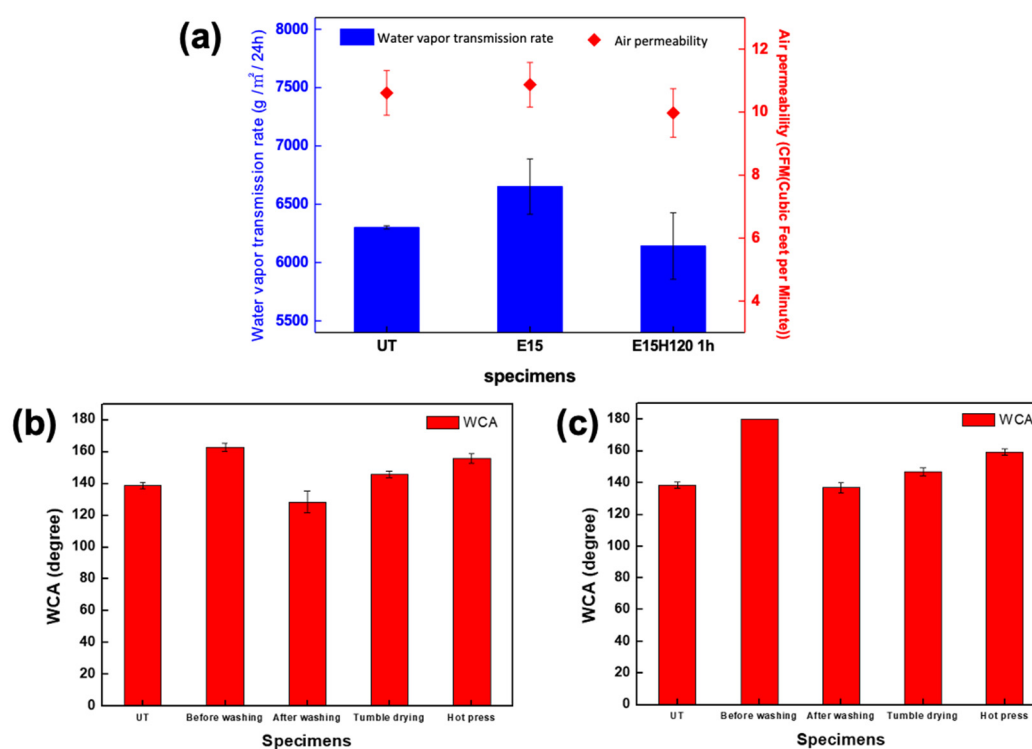 (a)
Water vapor transmission rate (g /㎡/ 24h)
8000
7500
7000
6500
6000
5500
Water vapor transmission rate
Air permeability
12
10
8
6
4
Air permeability (CFM(Cubic Feet per Minute))
UT E15 E15H120 1h
specimens
(b)
WCA (degree)
180
160
140
120
100
80
60
40
20
0
WCA
UT Before washing After washing Tumble drying Hot press
Specimens
(c)
WCA (degree)
180
160
140
120
100
80
60
40
20
0
WCA
UT Before washing After washing Tumble drying Hot press
Specimens